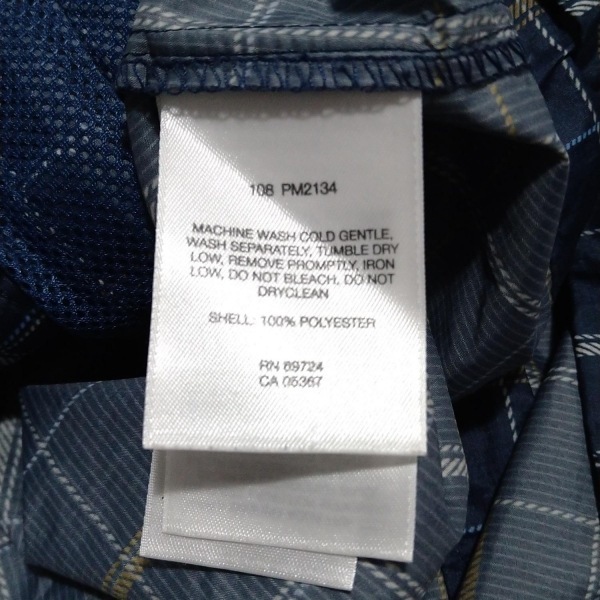 108 PM2134
MACHINE WASH COLD GENTLE,
WASH SEPARATELY, TUMBLE DRY
LOW, REMOVE PROMPTLY, IRON
LOW, DO NOT BLEACH, DO NOT
DRYCLEAN
SHELL: 100% POLYESTER
RN 69724
CA 05367